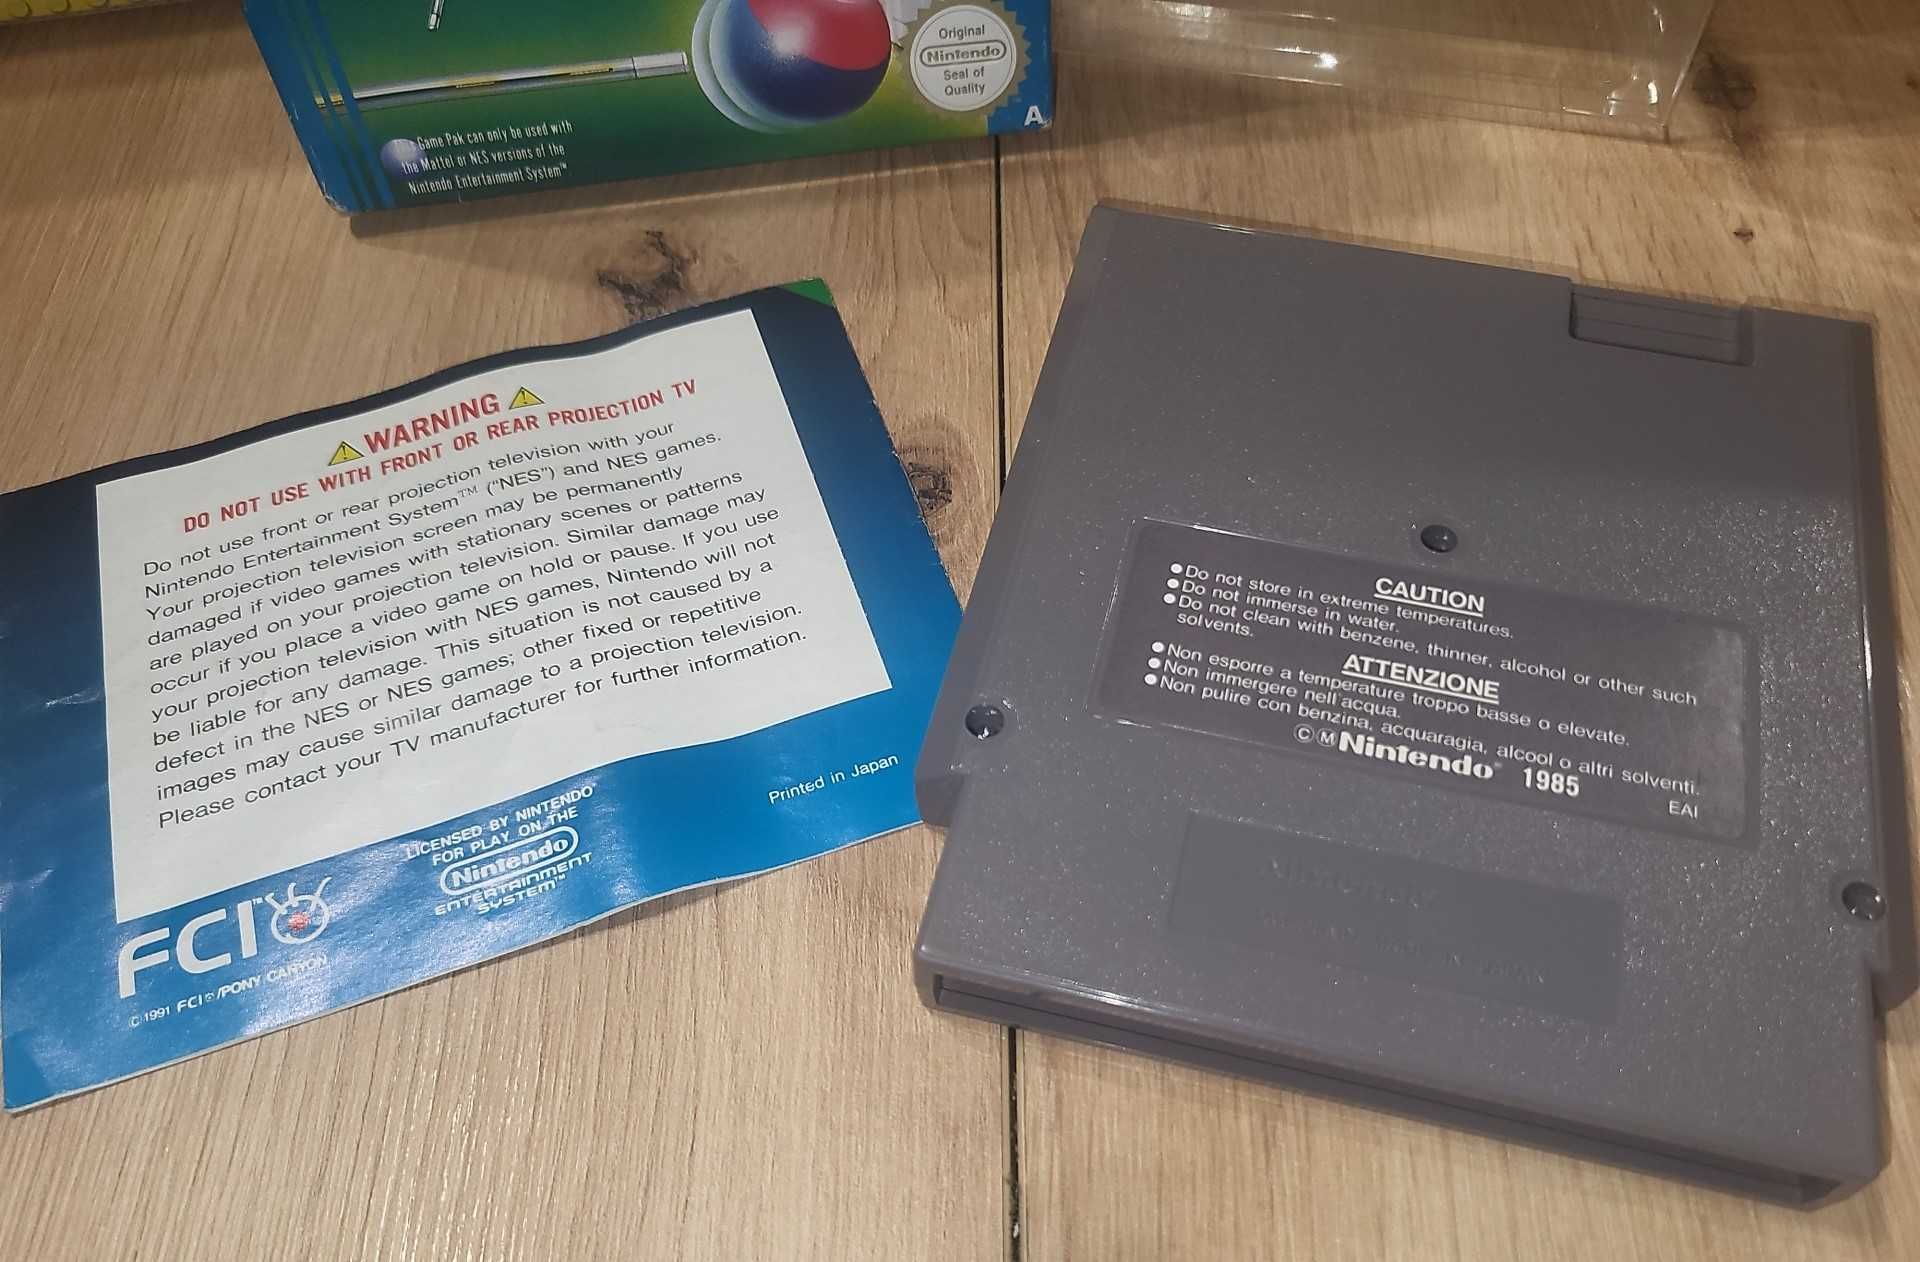 Original
Nintendo
Seal of
Quality
A
Game Pak can only be used with
the Mattel or NES versions of the
Nintendo Entertainment System™
WARNING
DO NOT USE WITH FRONT OR REAR PROJECTION TV
Do not use front or rear projection television with your
Nintendo Entertainment System™ ("NES") and NES games.
Your projection television screen may be permanently
damaged if video games with stationary scenes or patterns
are played on your projection television. Similar damage may
occur if you place a video game on hold or pause. If you use
your projection television with NES games, Nintendo will not
be liable for any damage. This situation is not caused by a
defect in the NES or NES games; other fixed or repetitive
images may cause similar damage to a projection television.
Please contact your TV manufacturer for further information.
LICENSED BY NINTENDO®
FOR PLAY ON THE
Nintendo
ENTERTAINMENT
SYSTEM™
Printed in Japan
FCI™
© 1991 FCI®/PONY CANYON
CAUTION
●Do not store in extreme temperatures.
●Do not immerse in water.
●Do not clean with benzene, thinner, alcohol or other such
solvents.
ATTENZIONE
●Non esporre a temperature troppo basse o elevate.
●Non immergere nell'acqua.
●Non pulire con benzina, acquaragia, alcool o altri solventi.
©ⓂNintendo® 1985
EAI